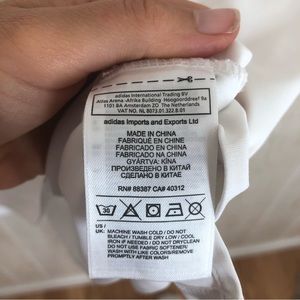 adidas International Trading BV
Atlas Arena -Afrika Building Hoogoorddreef 9a
1101 BA Amsterdam ZO The Netherlands
VAT NL 8073.01.322.B.01
adidas Imports and Exports Ltd
MADE IN CHINA
FABRIQUÉ EN CHINE
FABRICADO EN CHINA
FABRICADO NA CHINA
GYÁRTVA: KÍNA
СДЕЛАНО В КИТАЕ
RN# 88387 CA# 40312
30
US /
UK-
MACHINE WASH COLD / DO NOT
BLEACH / TUMBLE DRY LOW / COOL
IRON IF NEEDED / DO NOT DRYCLEAN
DO NOT USE FABRIC SOFTENER
WASH WITH LIKE COLORS/REMOVE
PROMPTLY AFTER WASH